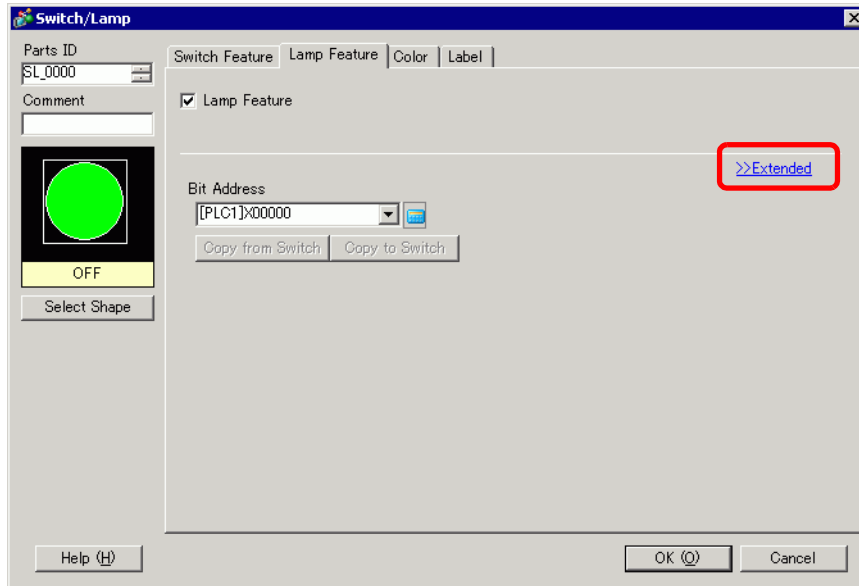 Switch/Lamp
Parts ID
SL_0000
Comment
OFF
Select Shape
Switch Feature Lamp Feature Color Label
Lamp Feature
>>Extended
Bit Address
[PLC1]X00000
Copy from Switch Copy to Switch
Help (H) OK (O) Cancel